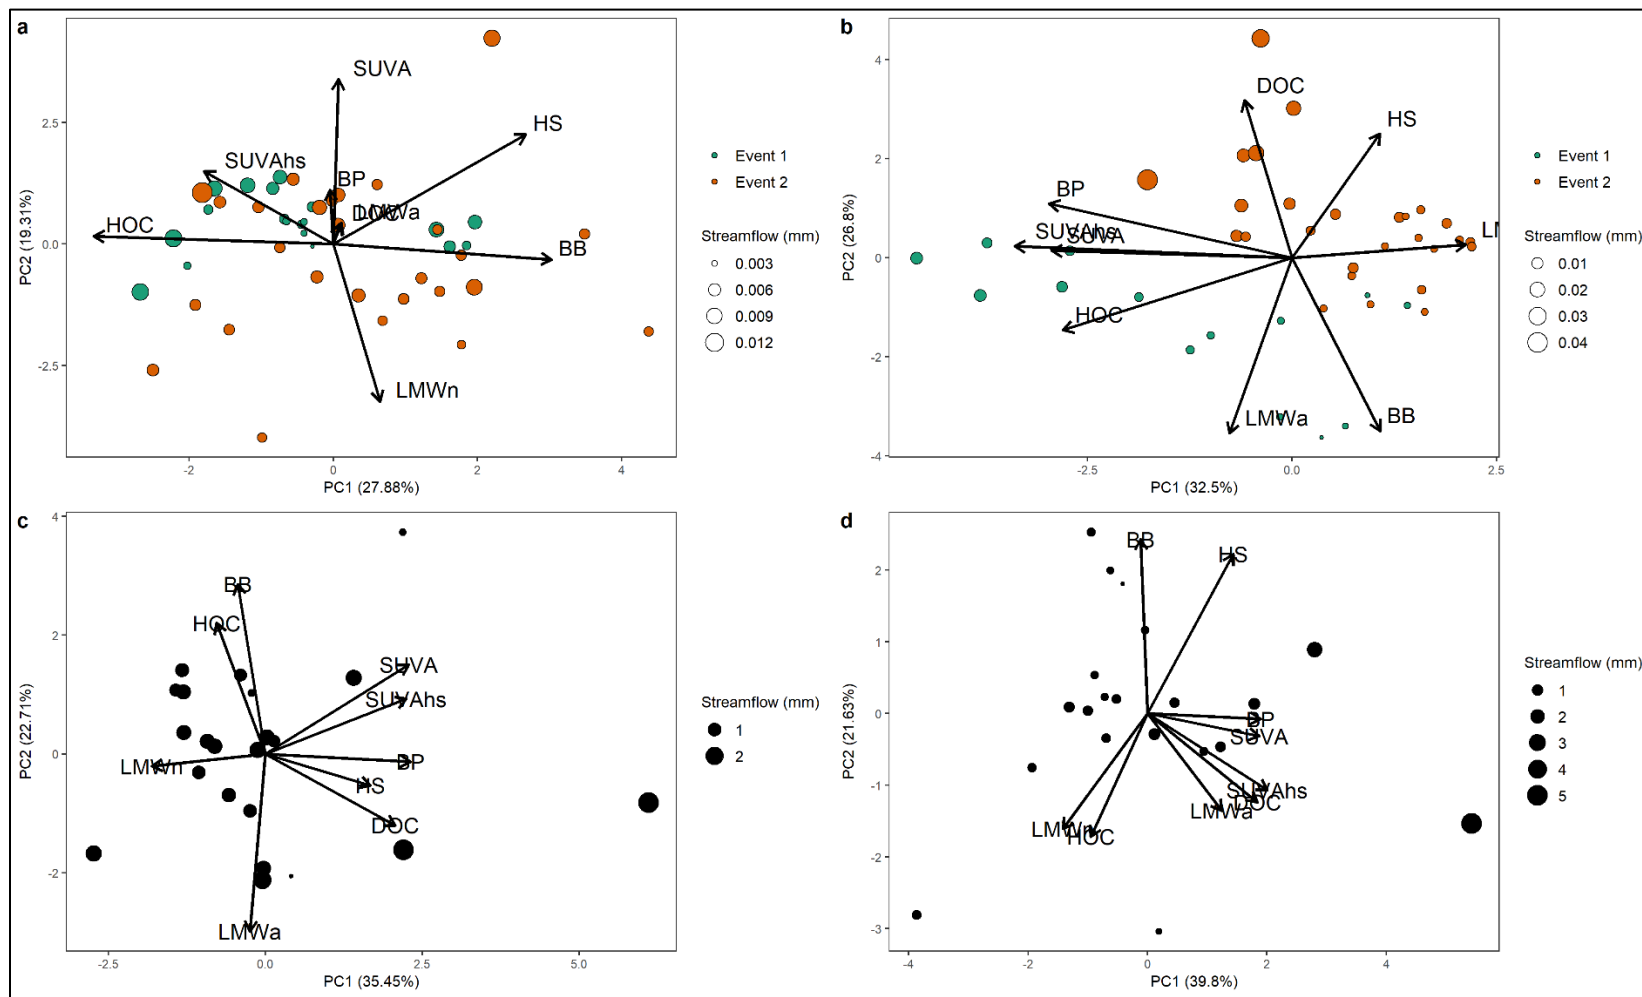 a
PC2 (19.31%)
2.5
0.0
-2.5
SUVA
HS
SUVAhs
BP
LMWa
DOC
HOC
BB
LMWn
-2
0
2
4
PC1 (27.88%)
Event 1
Event 2
Streamflow (mm)
0.003
0.006
0.009
0.012
b
PC2 (26.8%)
4
2
0
-2
-4
DOC
HS
BP
SUVAhs
SUVA
LM
HOC
LMWa
BB
-2.5
0.0
2.5
PC1 (32.5%)
Event 1
Event 2
Streamflow (mm)
0.01
0.02
0.03
0.04
c
PC2 (22.71%)
4
2
0
-2
BB
HOC
SUVA
SUVAhs
LMWn
BP
HS
DOC
LMWa
-2.5
0.0
2.5
5.0
PC1 (35.45%)
Streamflow (mm)
1
2
d
PC2 (21.63%)
2
1
0
-1
-2
-3
BB
HS
BP
SUVA
SUVAhs
DOC
LMWa
LMWn
HOC
-4
-2
0
2
4
PC1 (39.8%)
Streamflow (mm)
1
2
3
4
5